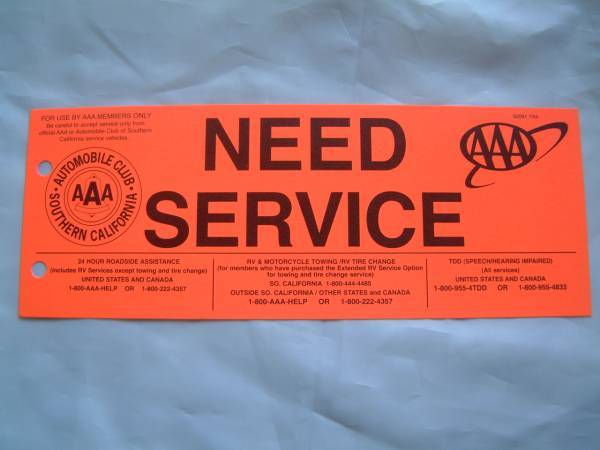 FOR USE BY AAA MEMBERS ONLY
Be careful to accept service only from
official AAA or Automobile Club of Southern
California service vehicles.
NEED
SERVICE
AUTOMOBILE CLUB
AAA
SOUTHERN CALIFORNIA
AAA
24 HOUR ROADSIDE ASSISTANCE
(includes RV Services except towing and tire change)
UNITED STATES AND CANADA
1-800-AAA-HELP OR 1-800-222-4357
RV & MOTORCYCLE TOWING /RV TIRE CHANGE
(for members who have purchased the Extended RV Service Option
for towing and tire change service)
SO. CALIFORNIA 1-800-444-4485
OUTSIDE SO. CALIFORNIA / OTHER STATES and CANADA
1-800-AAA-HELP OR 1-800-222-4357
TDD (SPEECH/HEARING IMPAIRED)
(All services)
UNITED STATES AND CANADA
1-800-955-4TDD OR 1-800-955-4833